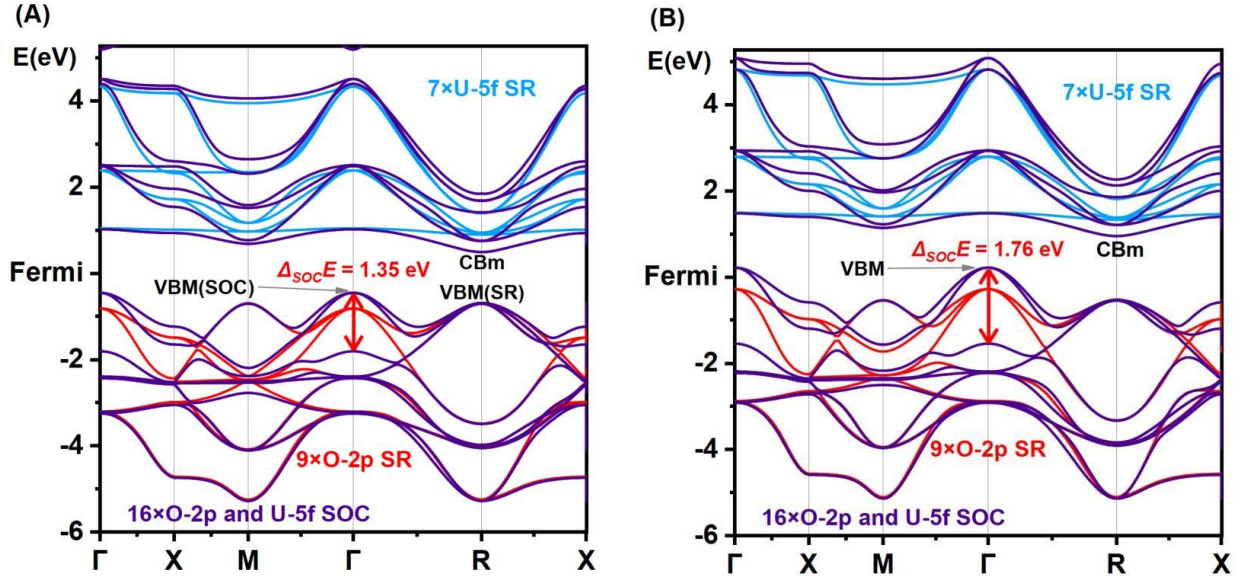 (A)
E(eV)
4
2
Fermi
-2
-4
-6
7×U-5f SR
Δ_SOC E = 1.35 eV
CBm
VBM(SOC)
VBM(SR)
9×O-2p SR
16×O-2p and U-5f SOC
Γ X M Γ R X
(B)
E(eV)
4
2
Fermi
-2
-4
-6
7×U-5f SR
Δ_SOC E = 1.76 eV
CBm
VBM
9×O-2p SR
16×O-2p and U-5f SOC
Γ X M Γ R X